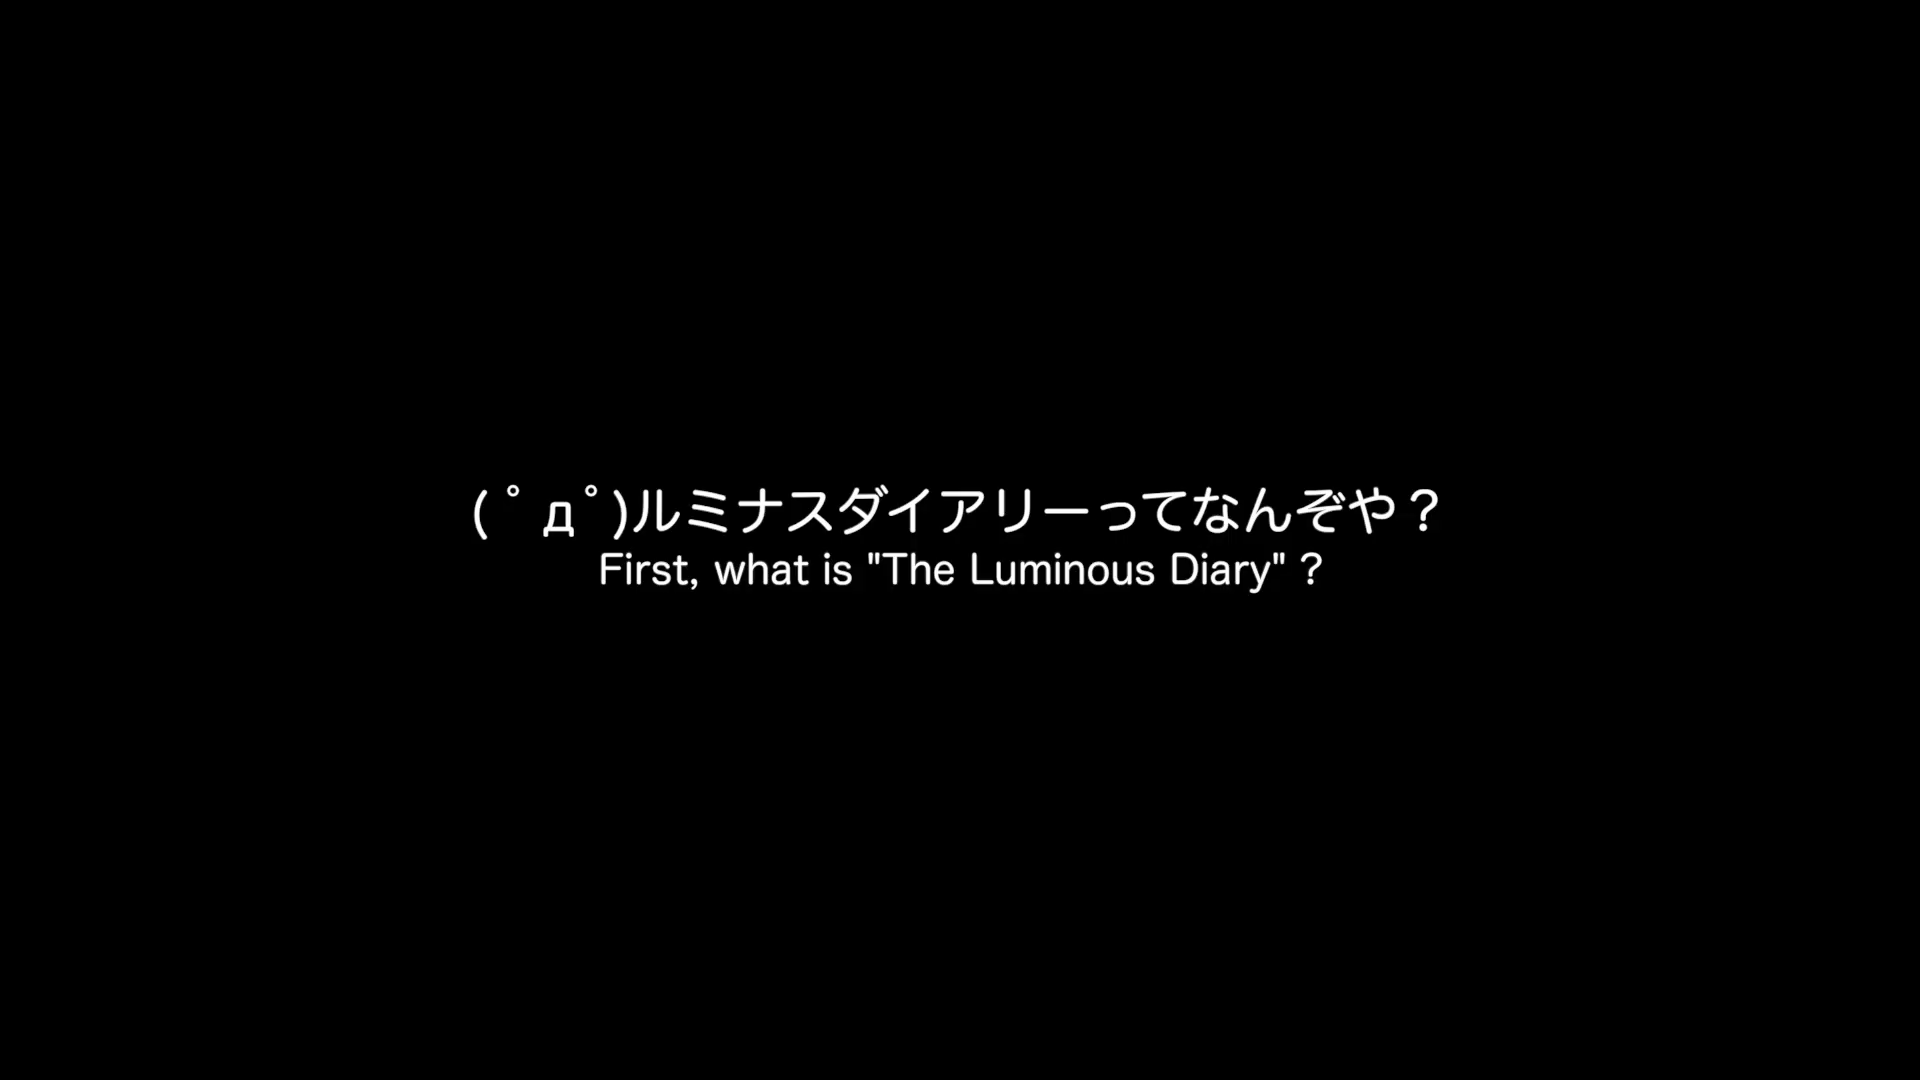 ( ﾟдﾟ)ルミナスダイアリーってなんぞや？
First, what is "The Luminous Diary" ?